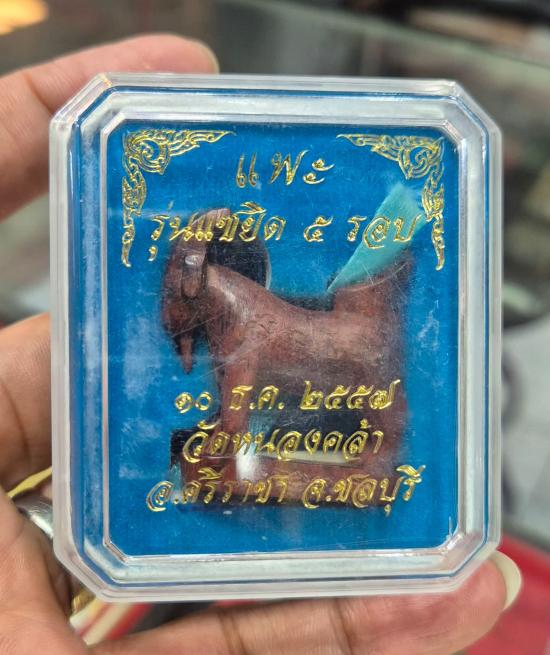 แพะ
รุ่นแซยิด ๕ รอบ
๑๐ ธ.ค. ๒๕๕๗
วัดหนองคล้า
อ.ศรีราชา จ.ชลบุรี